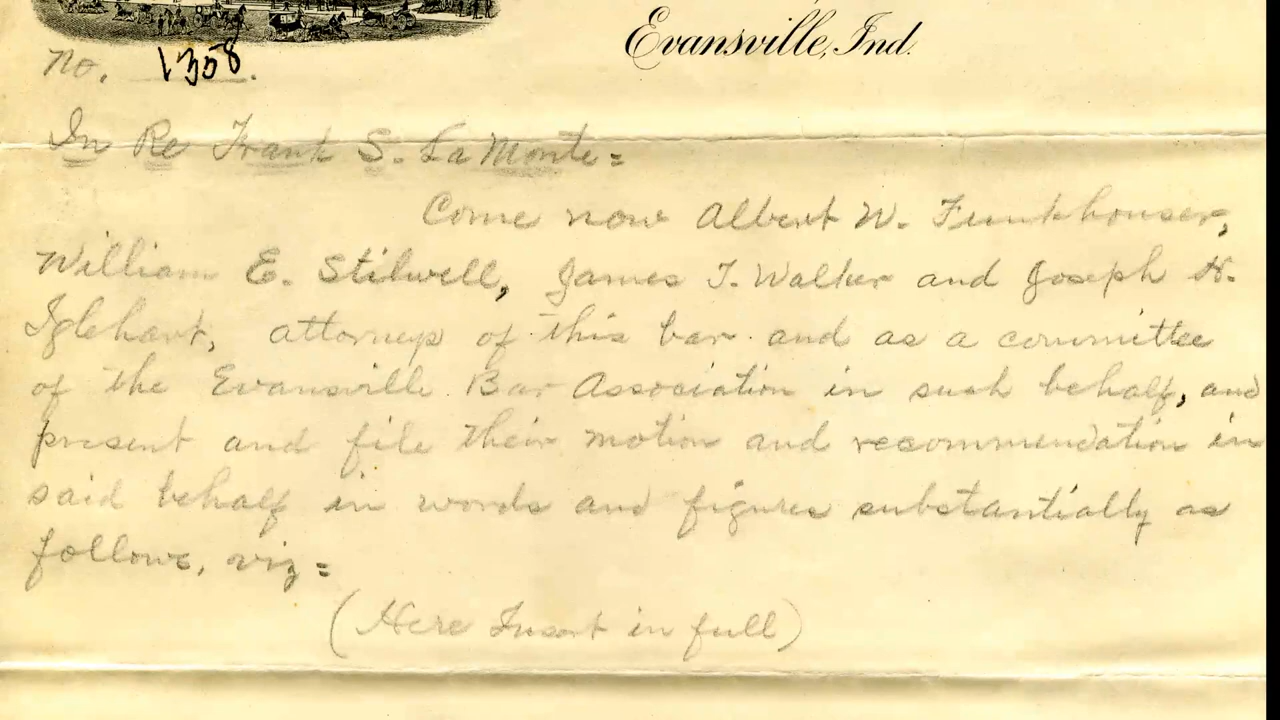 Evansville, Ind.
No. 1358.
In Re Frank S. LaMonte=
Come now Albert W. Funkhouser,
William E. Stilwell, James T. Walker and Joseph H.
Iglehart, attorneys of this bar and as a committee
of the Evansville Bar Association in such behalf, and
present and file their motion and recommendation in
said behalf in words and figures substantially as
follows, viz=
(Here Insert in full)